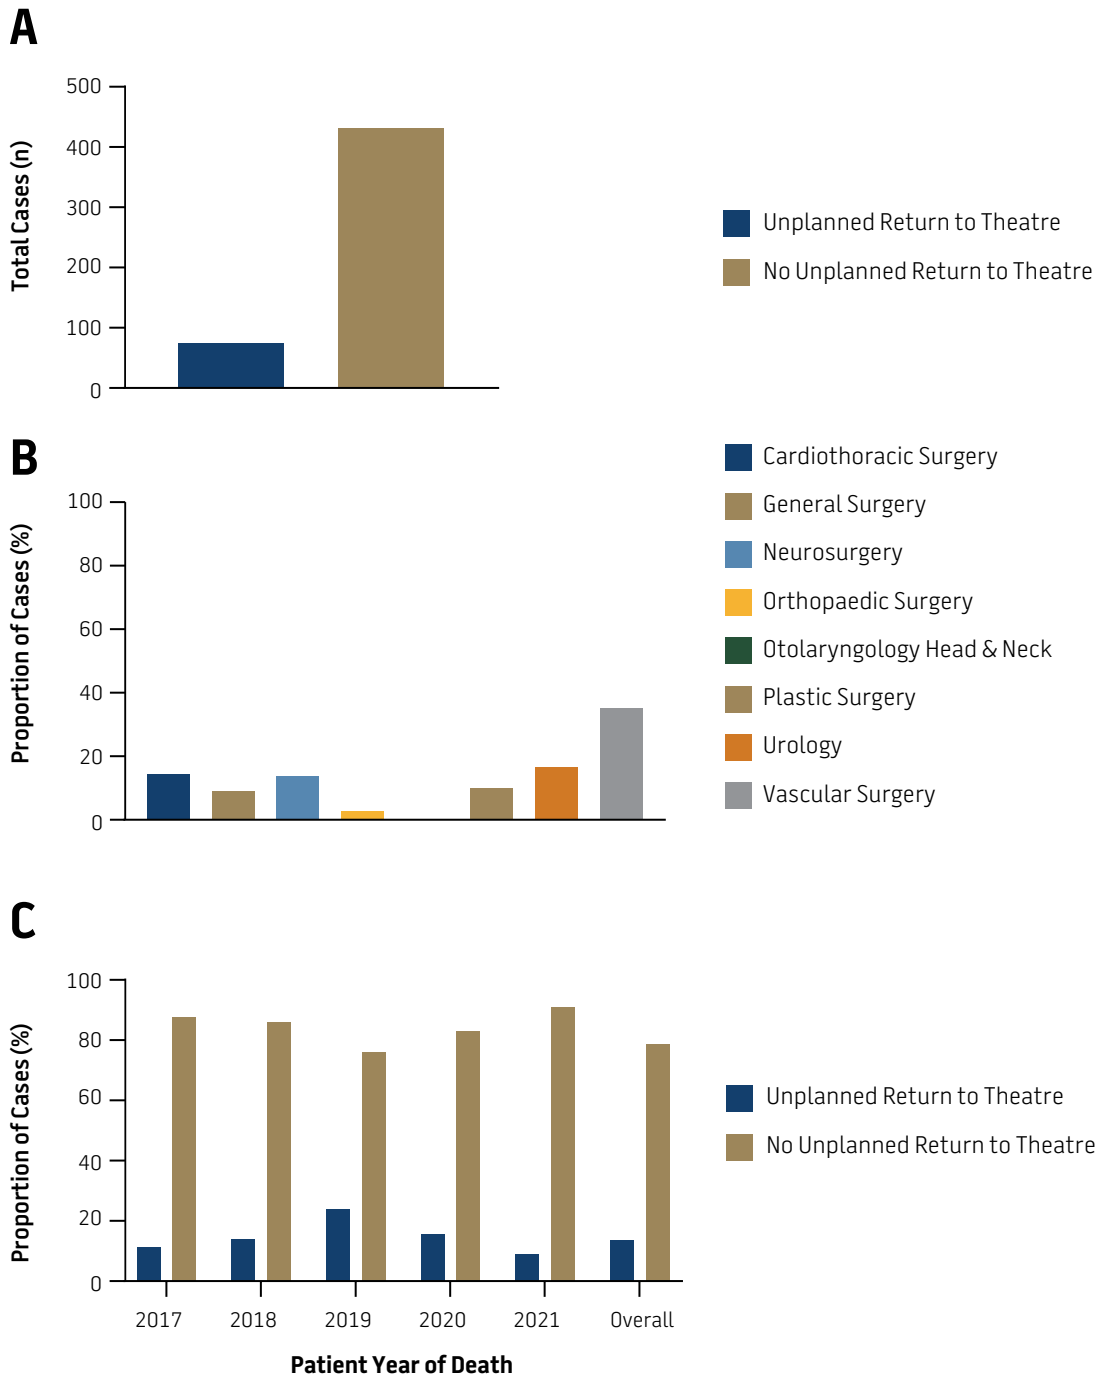 A
Total Cases (n)
500
400
300
200
100
0
Unplanned Return to Theatre
No Unplanned Return to Theatre
B
Proportion of Cases (%)
100
80
60
40
20
0
Cardiothoracic Surgery
General Surgery
Neurosurgery
Orthopaedic Surgery
Otolaryngology Head & Neck
Plastic Surgery
Urology
Vascular Surgery
C
Proportion of Cases (%)
100
80
60
40
20
0
2017 2018 2019 2020 2021 Overall
Patient Year of Death
Unplanned Return to Theatre
No Unplanned Return to Theatre